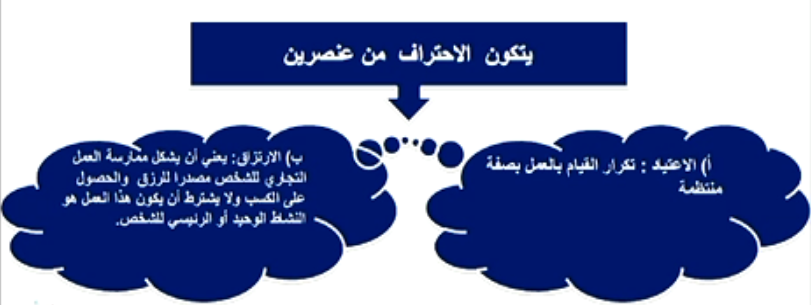 يتكون الاحتراف من عنصرين
أ) الاعتياد : تكرار القيام بالعمل بصفة
منتظمة
ب) الارتزاق: يعني أن يشكل ممارسة العمل
التجاري للشخص مصدرا للرزق والحصول
على الكسب ولا يشترط أن يكون هذا العمل هو
النشاط الوحيد أو الرئيسي للشخص.